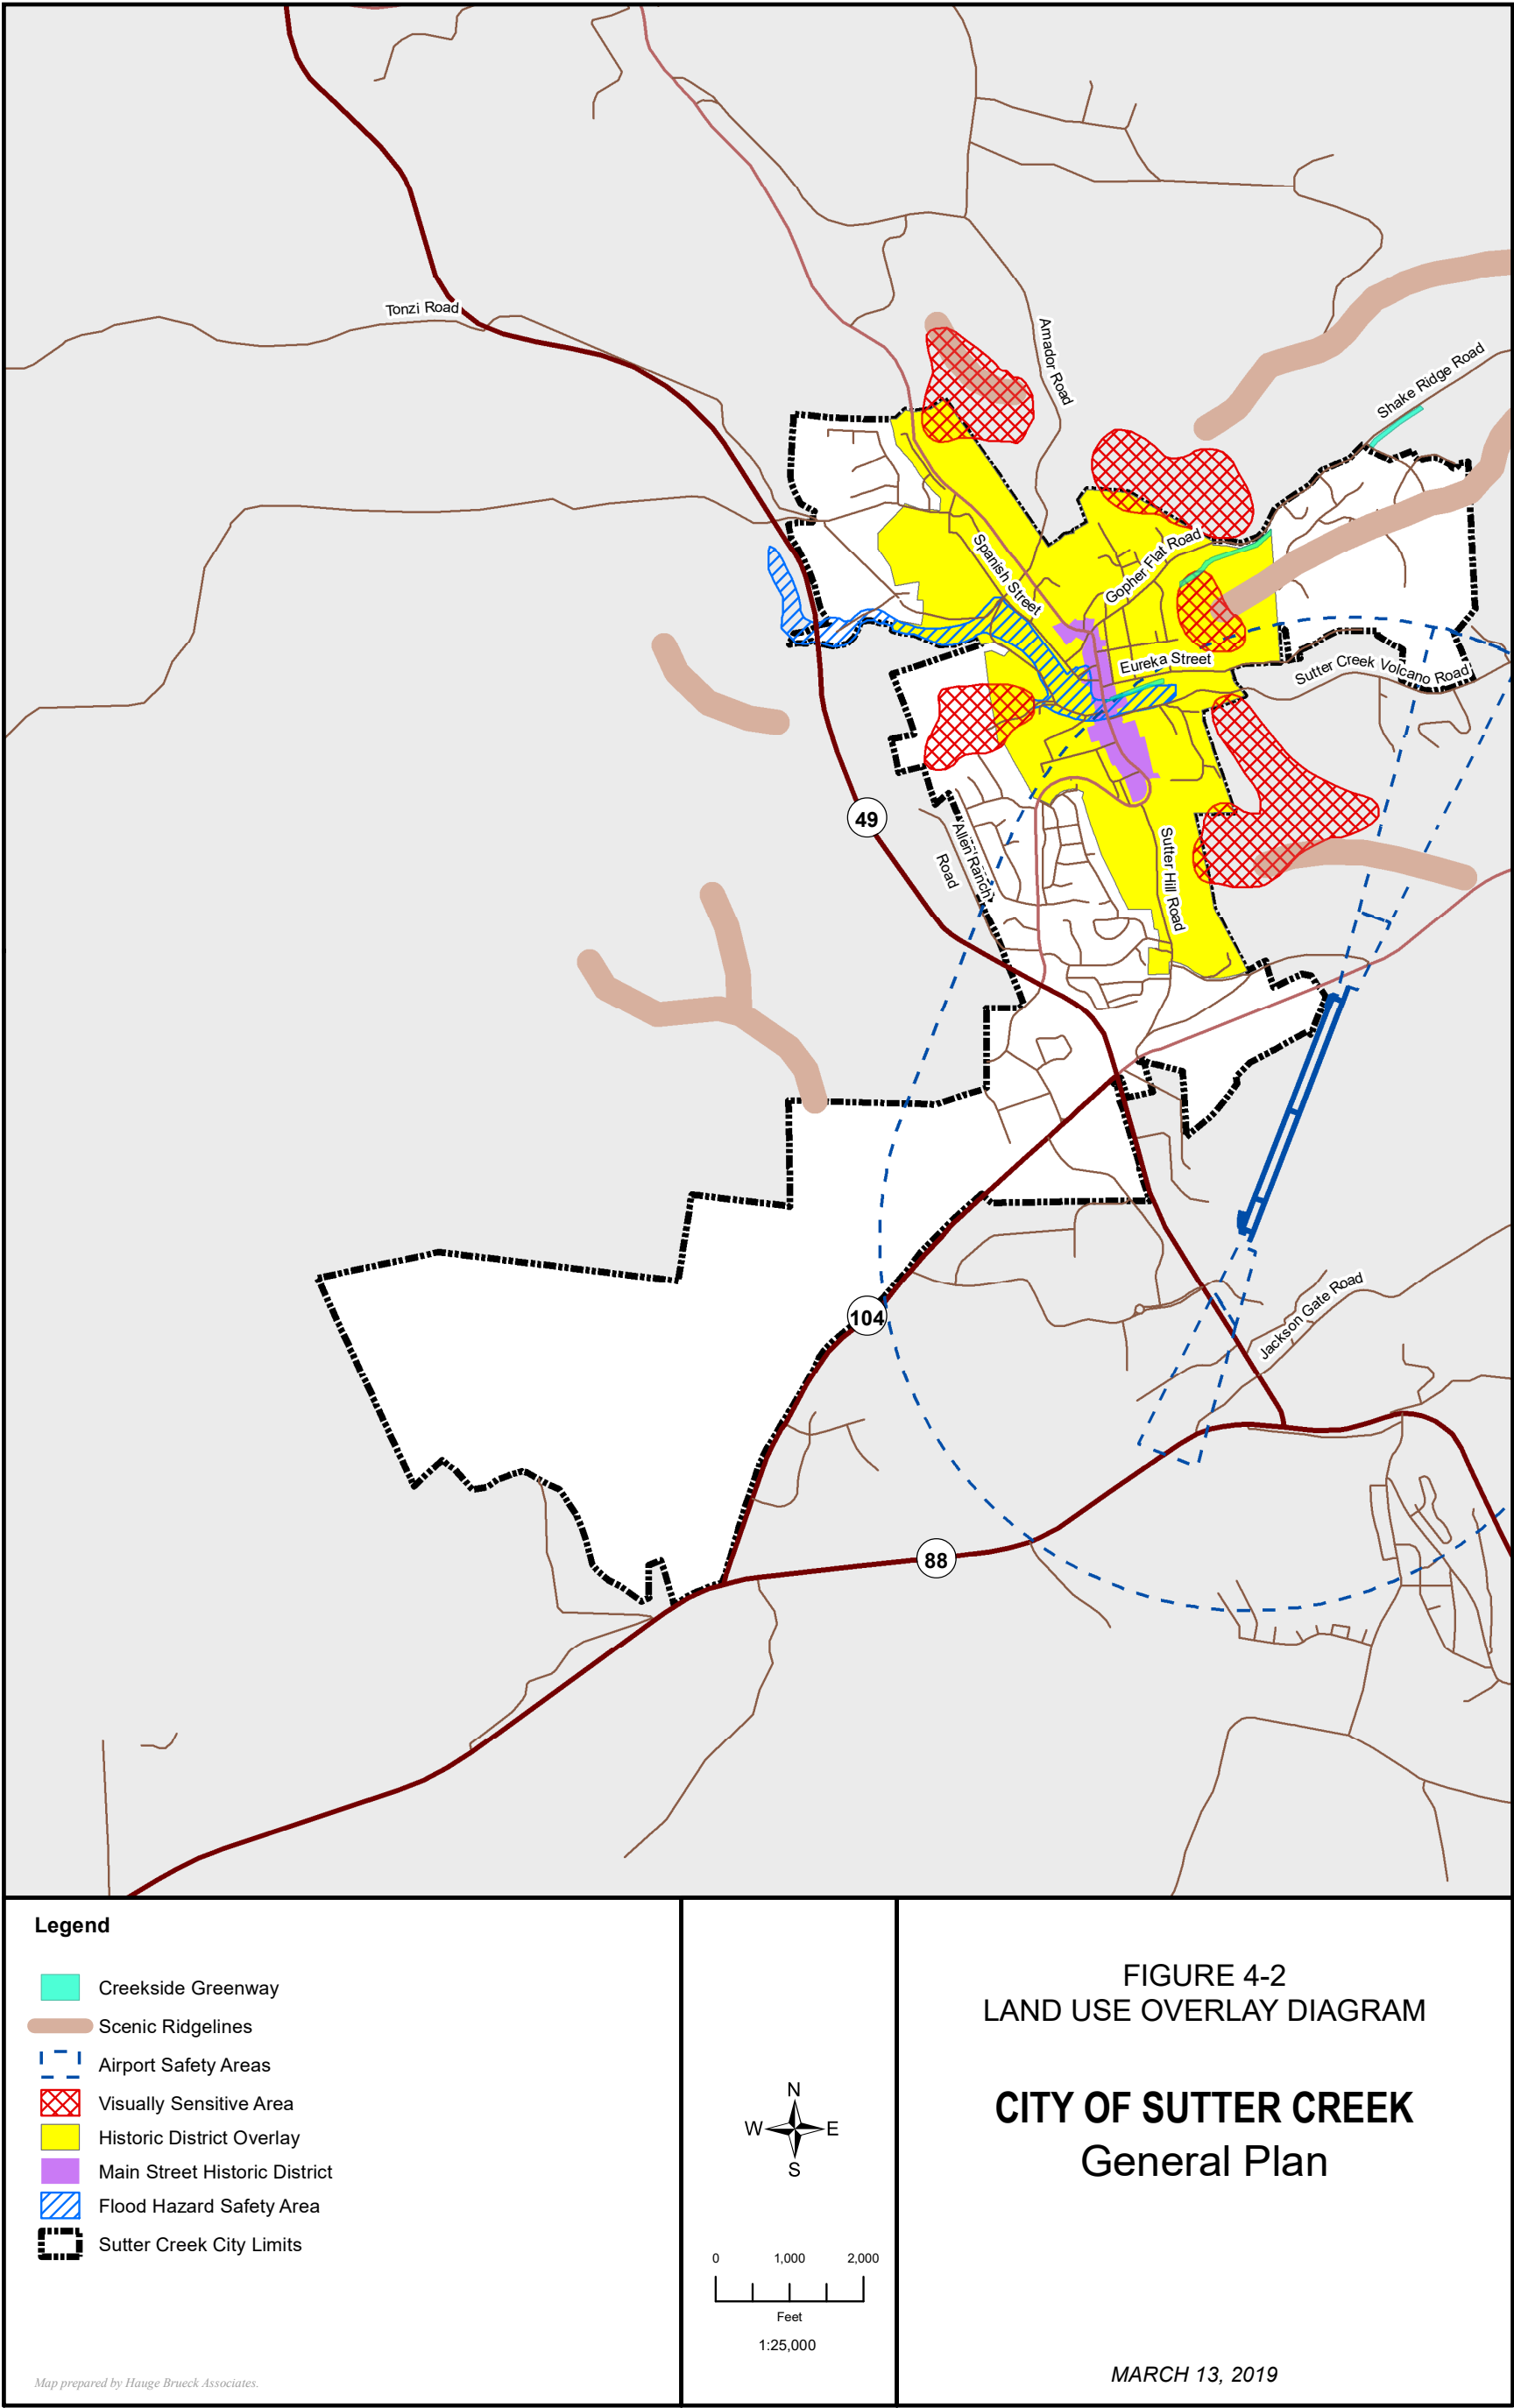 Tonzi Road
Amador Road
Shake Ridge Road
Spanish Street
Gopher Flat Road
Eureka Street
Sutter Creek Volcano Road
49
Allen Ranch
Road
Sutter Hill Road
104
Jackson Gate Road
88
Legend
Creekside Greenway
Scenic Ridgelines
Airport Safety Areas
Visually Sensitive Area
Historic District Overlay
Main Street Historic District
Flood Hazard Safety Area
Sutter Creek City Limits
Map prepared by Hauge Brueck Associates.
N
W E
S
0 1,000 2,000
Feet
1:25,000
FIGURE 4-2
LAND USE OVERLAY DIAGRAM
CITY OF SUTTER CREEK
General Plan
MARCH 13, 2019